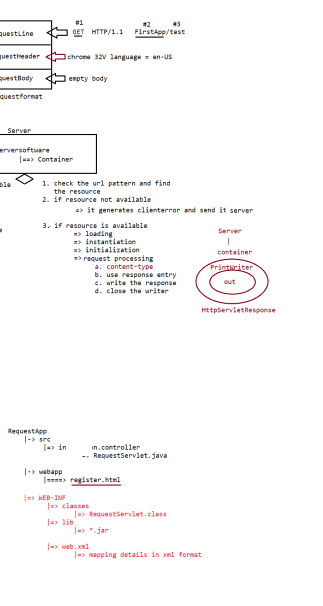 #1 #2 #3
questLine GET HTTP/1.1 FirstApp/test
questHeader chrome 32V language = en-US
questBody empty body
questformat
Server
erversoftware
|==> Container
ble
1. check the url pattern and find
the resource
2. if resource not available
=> it generates clienterror and send it server
e
3. if resource is available
=> loading
=> instantiation
=> initialization
=> request processing
a. content-type
b. use response entry
c. write the response
d. close the writer
Server
|
container
PrintWriter
out
HttpServletResponse
RequestApp
|-> src
|=> in n.controller
-. RequestServlet.java
|-> webapp
|====> register.html
|=> WEB-INF
|=> classes
|=> RequestServlet.class
|=> lib
|=> *.jar
|=> web.xml
|=> mapping details in xml format